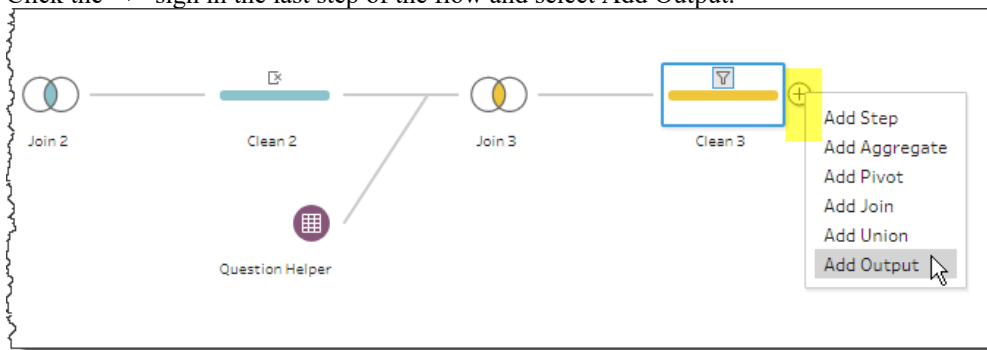 Click the "+" sign in the last step of the flow and select Add Output.
Join 2
Clean 2
Join 3
Clean 3
Question Helper
Add Step
Add Aggregate
Add Pivot
Add Join
Add Union
Add Output